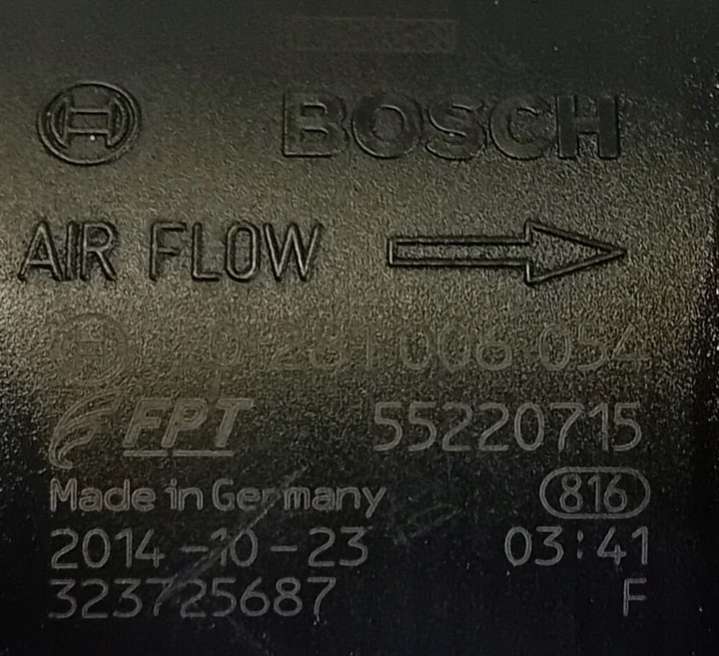 BOSCH
AIR FLOW
0 281 006 054
FPT 55220715
Made in Germany 816
2014-10-23 03:41
323725687 F